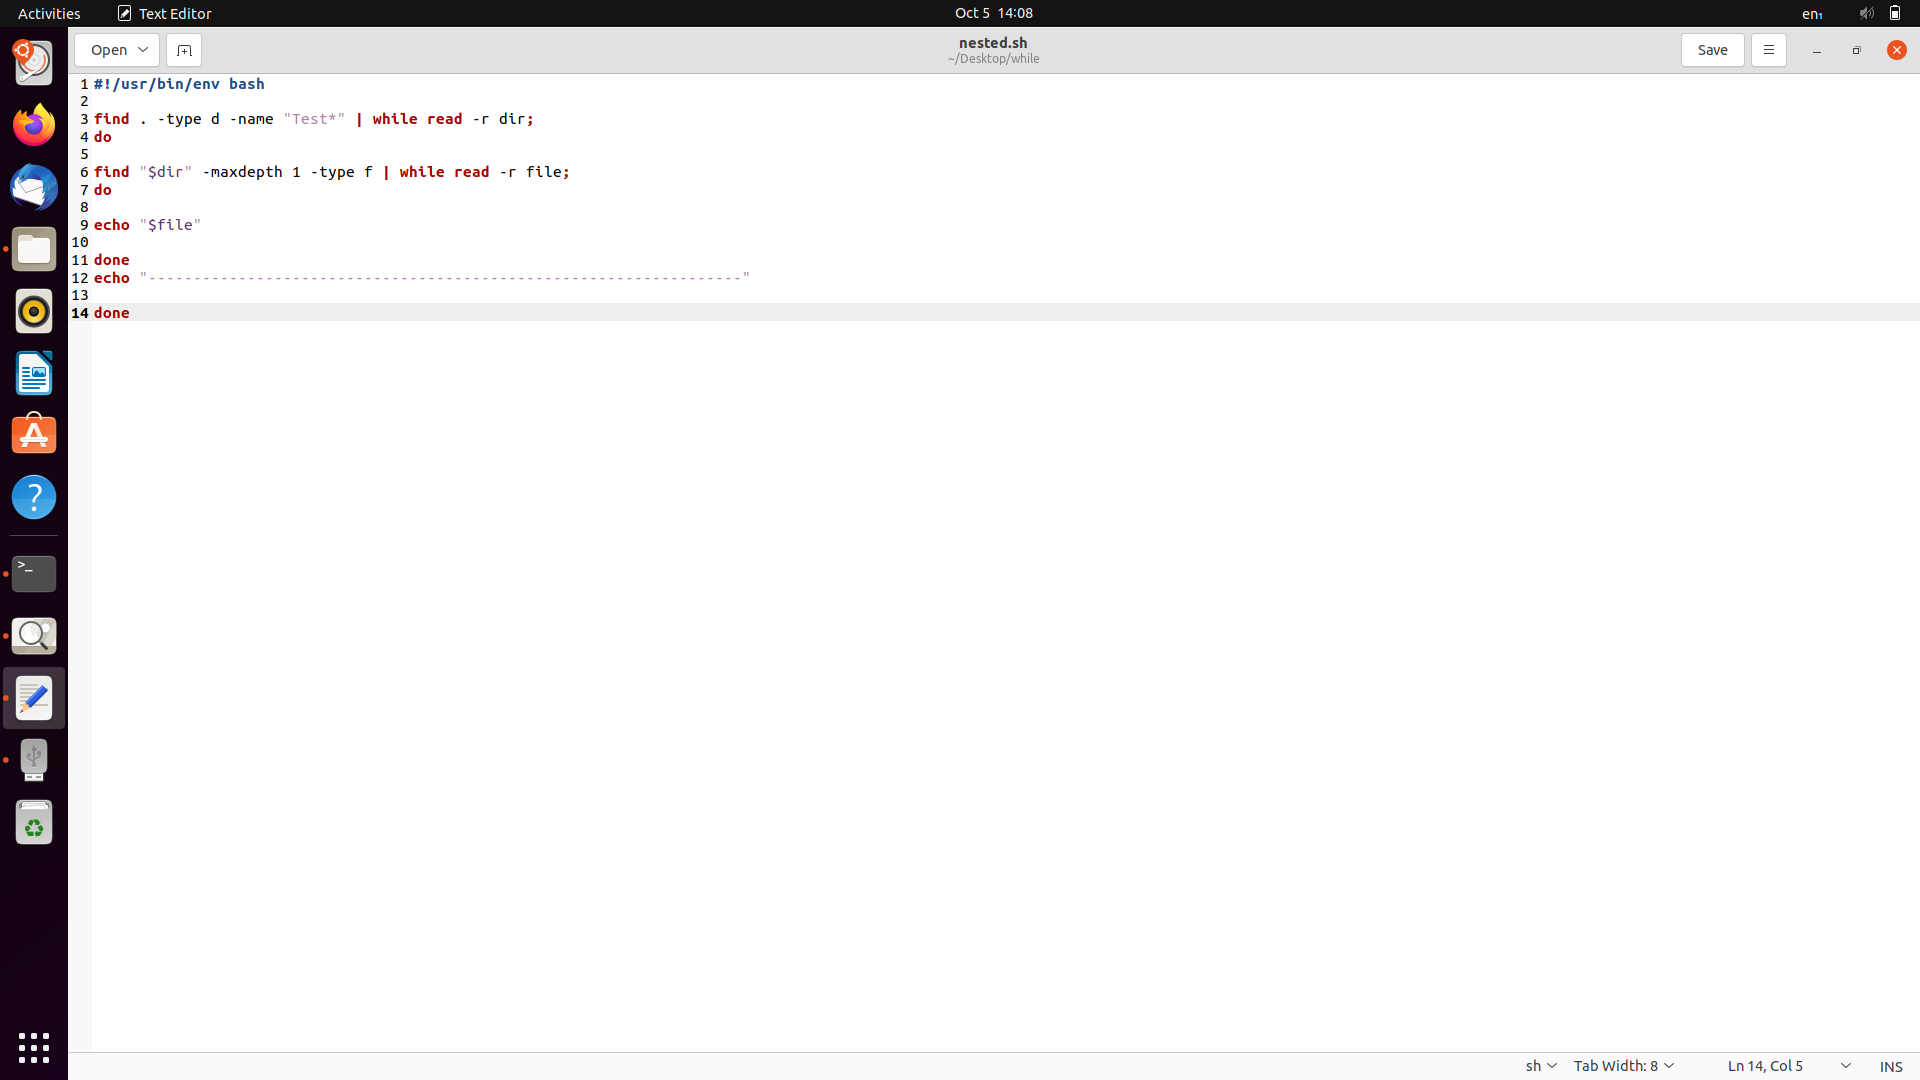 Activities Text Editor Oct 5 14:08 en₁
Open nested.sh Save
~/Desktop/while
1 #!/usr/bin/env bash
2
3 find . -type d -name "Test*" | while read -r dir;
4 do
5
6 find "$dir" -maxdepth 1 -type f | while read -r file;
7 do
8
9 echo "$file"
10
11 done
12 echo "------------------------------------------------------------------"
13
14 done
sh Tab Width: 8 Ln 14, Col 5 INS